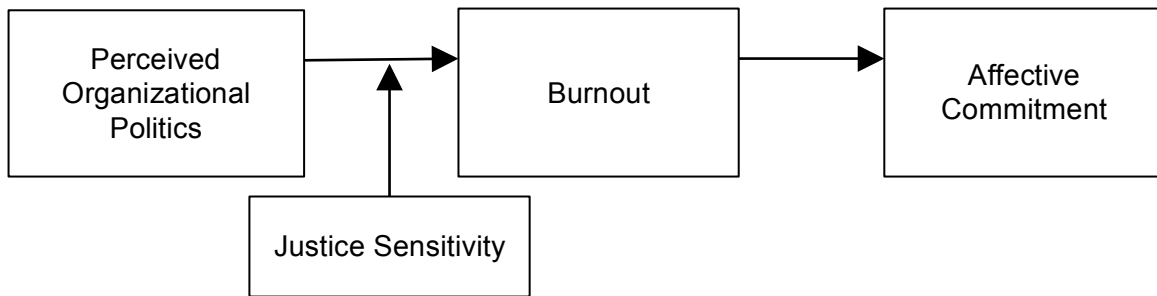 Perceived
Organizational
Politics
Burnout
Affective
Commitment
Justice Sensitivity